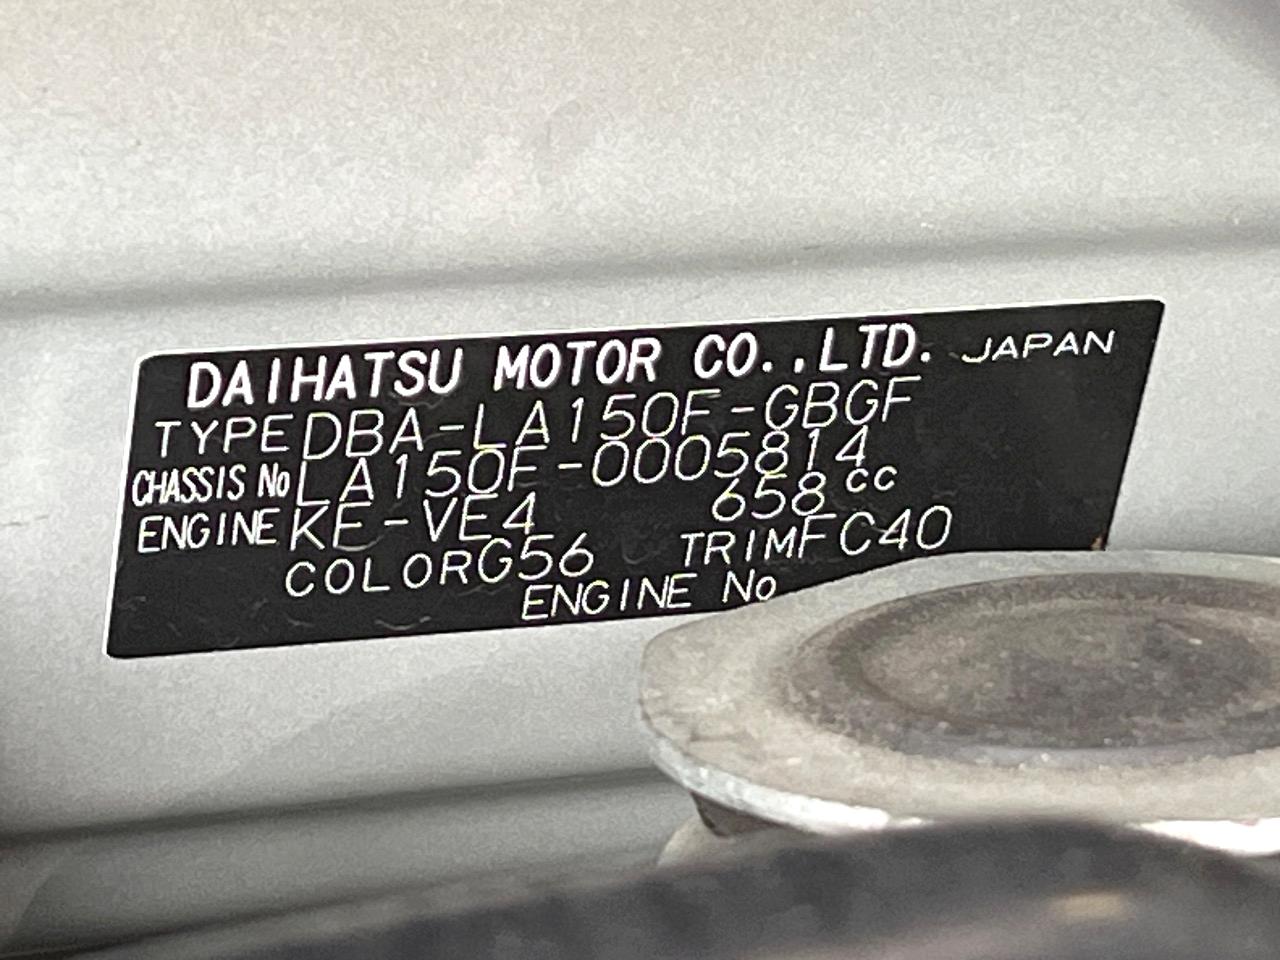 DAIHATSU MOTOR CO.,LTD. JAPAN
TYPE DBA-LA150F-GBGF
CHASSIS No LA150F-0005814
ENGINE KF-VE4 658cc
COLOR G56 TRIM FC40
ENGINE No